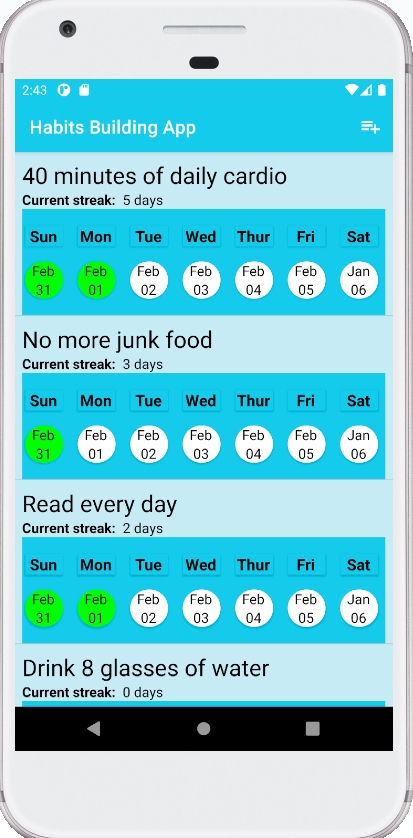 2:43
Habits Building App
40 minutes of daily cardio
Current streak: 5 days
Sun Mon Tue Wed Thur Fri Sat
Feb Feb Feb Feb Feb Feb Jan
31 01 02 03 04 05 06
No more junk food
Current streak: 3 days
Sun Mon Tue Wed Thur Fri Sat
Feb Feb Feb Feb Feb Feb Jan
31 01 02 03 04 05 06
Read every day
Current streak: 2 days
Sun Mon Tue Wed Thur Fri Sat
Feb Feb Feb Feb Feb Feb Jan
31 01 02 03 04 05 06
Drink 8 glasses of water
Current streak: 0 days